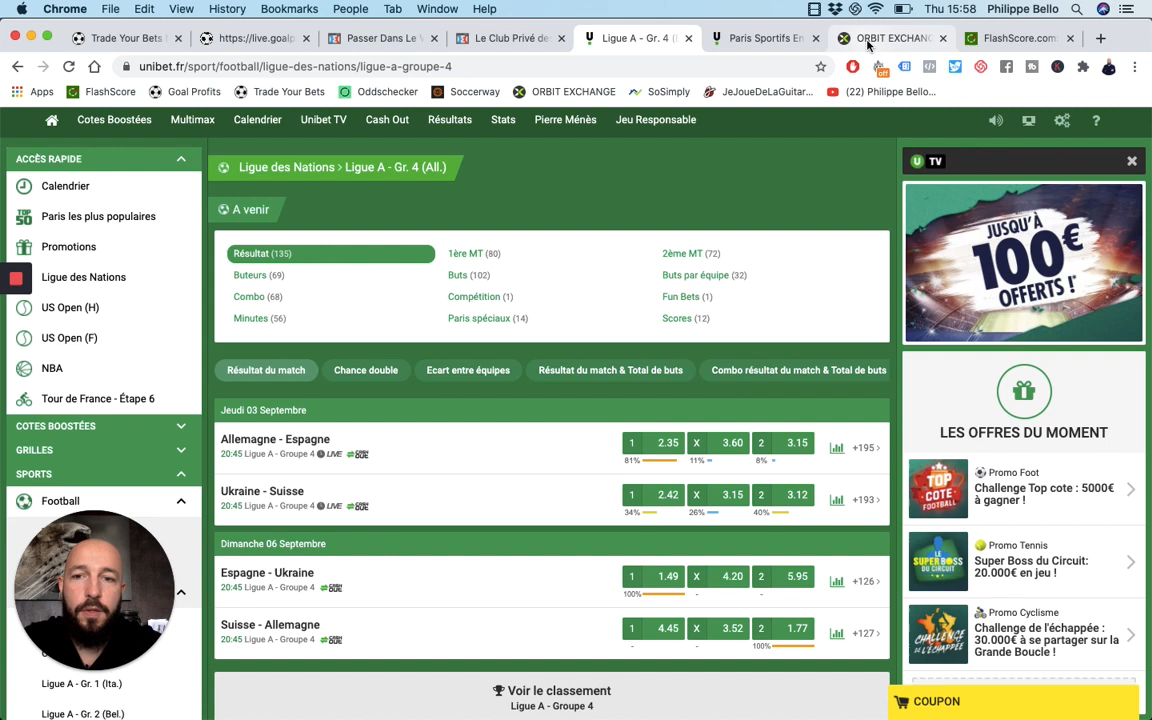 Chrome File Edit View History Bookmarks People Tab Window Help Thu 15:58 Philippe Bello
Trade Your Bets
https://live.goalp
Passer Dans Le V
Le Club Privé des
Ligue A - Gr. 4 (
Paris Sportifs En
ORBIT EXCHANG
FlashScore.com:
unibet.fr/sport/football/ligue-des-nations/ligue-a-groupe-4
off
Apps FlashScore Goal Profits Trade Your Bets Oddschecker Soccerway ORBIT EXCHANGE SoSimply JeJoueDeLaGuitar... (22) Philippe Bello...
Cotes Boostées Multimax Calendrier Unibet TV Cash Out Résultats Stats Pierre Ménès Jeu Responsable ?
ACCÈS RAPIDE
Calendrier
TOP 50 Paris les plus populaires
Promotions
Ligue des Nations
US Open (H)
US Open (F)
NBA
Tour de France - Étape 6
COTES BOOSTÉES
GRILLES
SPORTS
Football
Ligue A - Gr. 1 (Ita.)
Ligue A - Gr. 2 (Bel.)
Ligue des Nations > Ligue A - Gr. 4 (All.)
A venir
Résultat (135) 1ère MT (80) 2ème MT (72)
Buteurs (69) Buts (102) Buts par équipe (32)
Combo (68) Compétition (1) Fun Bets (1)
Minutes (56) Paris spéciaux (14) Scores (12)
Résultat du match Chance double Ecart entre équipes Résultat du match & Total de buts Combo résultat du match & Total de buts
Jeudi 03 Septembre
Allemagne - Espagne
20:45 Ligue A - Groupe 4 LIVE
1 2.35 X 3.60 2 3.15 +195 >
81% 11% 8%
Ukraine - Suisse
20:45 Ligue A - Groupe 4 LIVE
1 2.42 X 3.15 2 3.12 +193 >
34% 26% 40%
Dimanche 06 Septembre
Espagne - Ukraine
20:45 Ligue A - Groupe 4
1 1.49 X 4.20 2 5.95 +126 >
100% - -
Suisse - Allemagne
20:45 Ligue A - Groupe 4
1 4.45 X 3.52 2 1.77 +127 >
- - 100%
Voir le classement
Ligue A - Groupe 4
U TV
JUSQU'À
100€
OFFERTS !*
LES OFFRES DU MOMENT
TOP COTE FOOTBALL
Promo Foot
Challenge Top cote : 5000€
à gagner !
LE SUPER BOSS DU CIRCUIT
Promo Tennis
Super Boss du Circuit:
20.000€ en jeu !
CHALLENGE DE L'ÉCHAPPÉE
Promo Cyclisme
Challenge de l'échappée :
30.000€ à se partager sur la
Grande Boucle !
COUPON